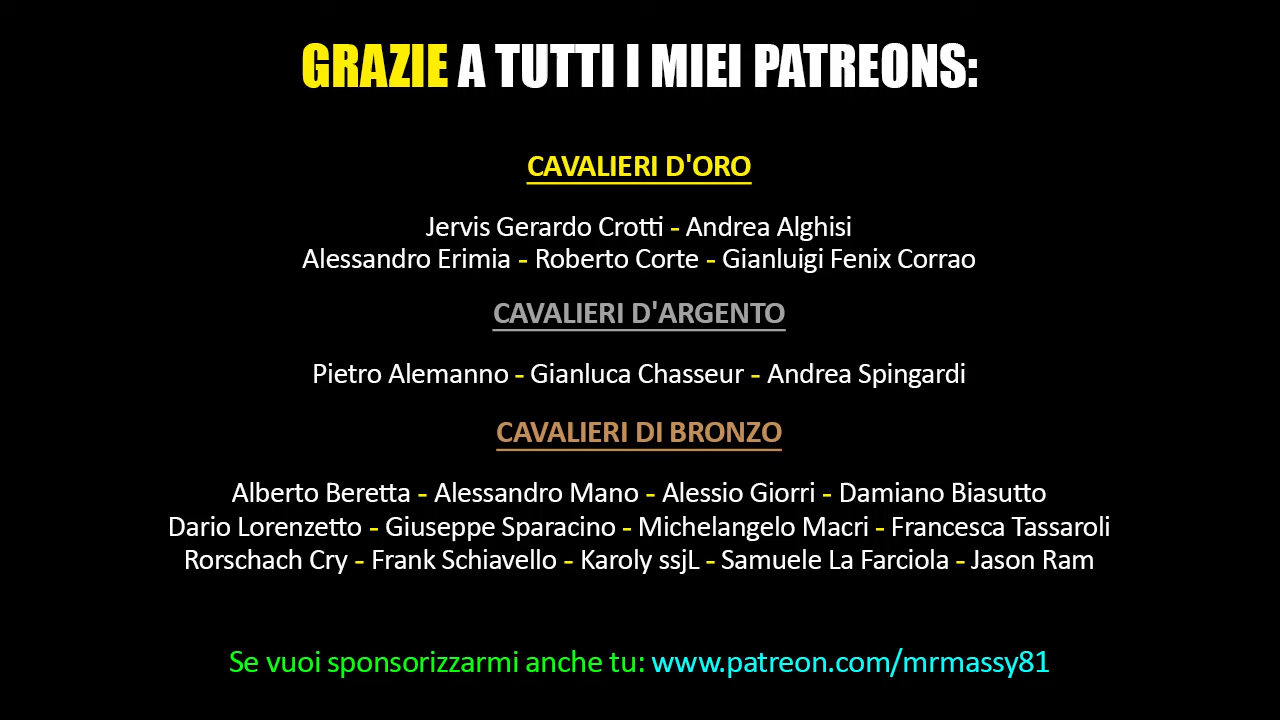 GRAZIE A TUTTI I MIEI PATREONS:
CAVALIERI D'ORO
Jervis Gerardo Crotti - Andrea Alghisi
Alessandro Erimia - Roberto Corte - Gianluigi Fenix Corrao
CAVALIERI D'ARGENTO
Pietro Alemanno - Gianluca Chasseur - Andrea Spingardi
CAVALIERI DI BRONZO
Alberto Beretta - Alessandro Mano - Alessio Giorri - Damiano Biasutto
Dario Lorenzetto - Giuseppe Sparacino - Michelangelo Macri - Francesca Tassaroli
Rorschach Cry - Frank Schiavello - Karoly ssjL - Samuele La Farciola - Jason Ram
Se vuoi sponsorizzarmi anche tu: www.patreon.com/mrmassy81